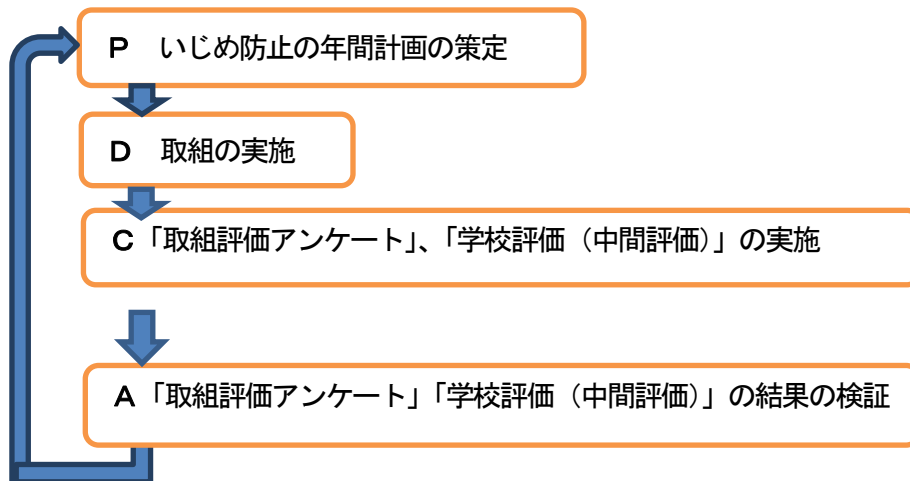 P　いじめ防止の年間計画の策定
D　取組の実施
C「取組評価アンケート」、「学校評価（中間評価）」の実施
A「取組評価アンケート」「学校評価（中間評価）」の結果の検証